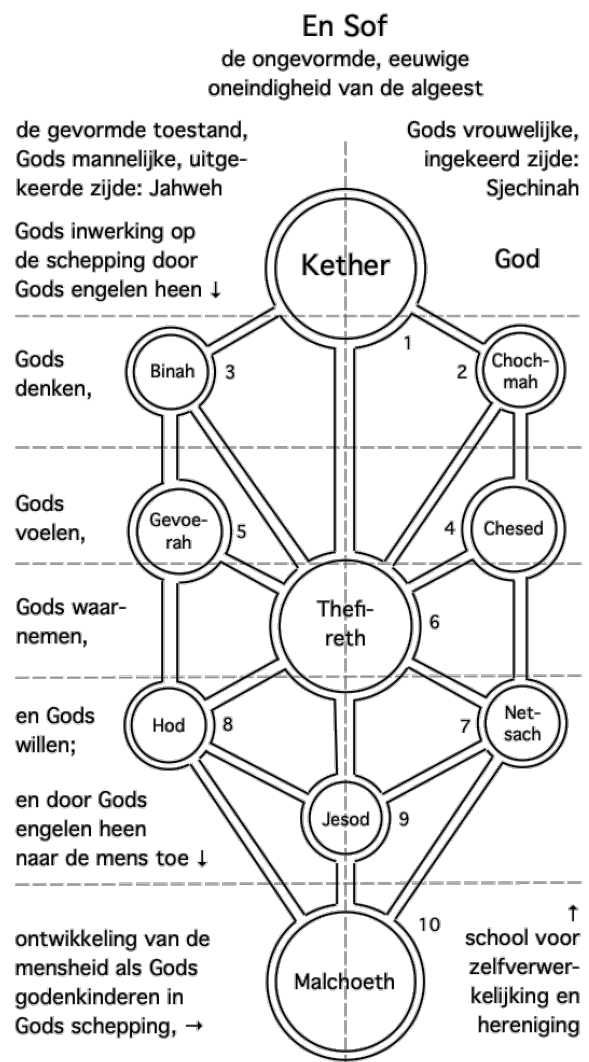 En Sof
de ongevormde, eeuwige
oneindigheid van de algeest
de gevormde toestand,
Gods mannelijke, uitge-
keerde zijde: Jahweh
Gods vrouwelijke,
ingekeerd zijde:
Sjechinah
Gods inwerking op
de schepping door
Gods engelen heen ↓
Kether
God
1
Gods
denken,
Binah
3
2
Choch-
mah
Gods
voelen,
Gevoe-
rah
5
4
Chesed
Gods waar-
nemen,
Thefi-
reth
6
en Gods
willen;
Hod
8
7
Net-
sach
en door Gods
engelen heen
naar de mens toe ↓
Jesod
9
10
ontwikkeling van de
mensheid als Gods
godenkinderen in
Gods schepping, →
Malchoeth
↑
school voor
zelfverwer-
kelijking en
hereniging